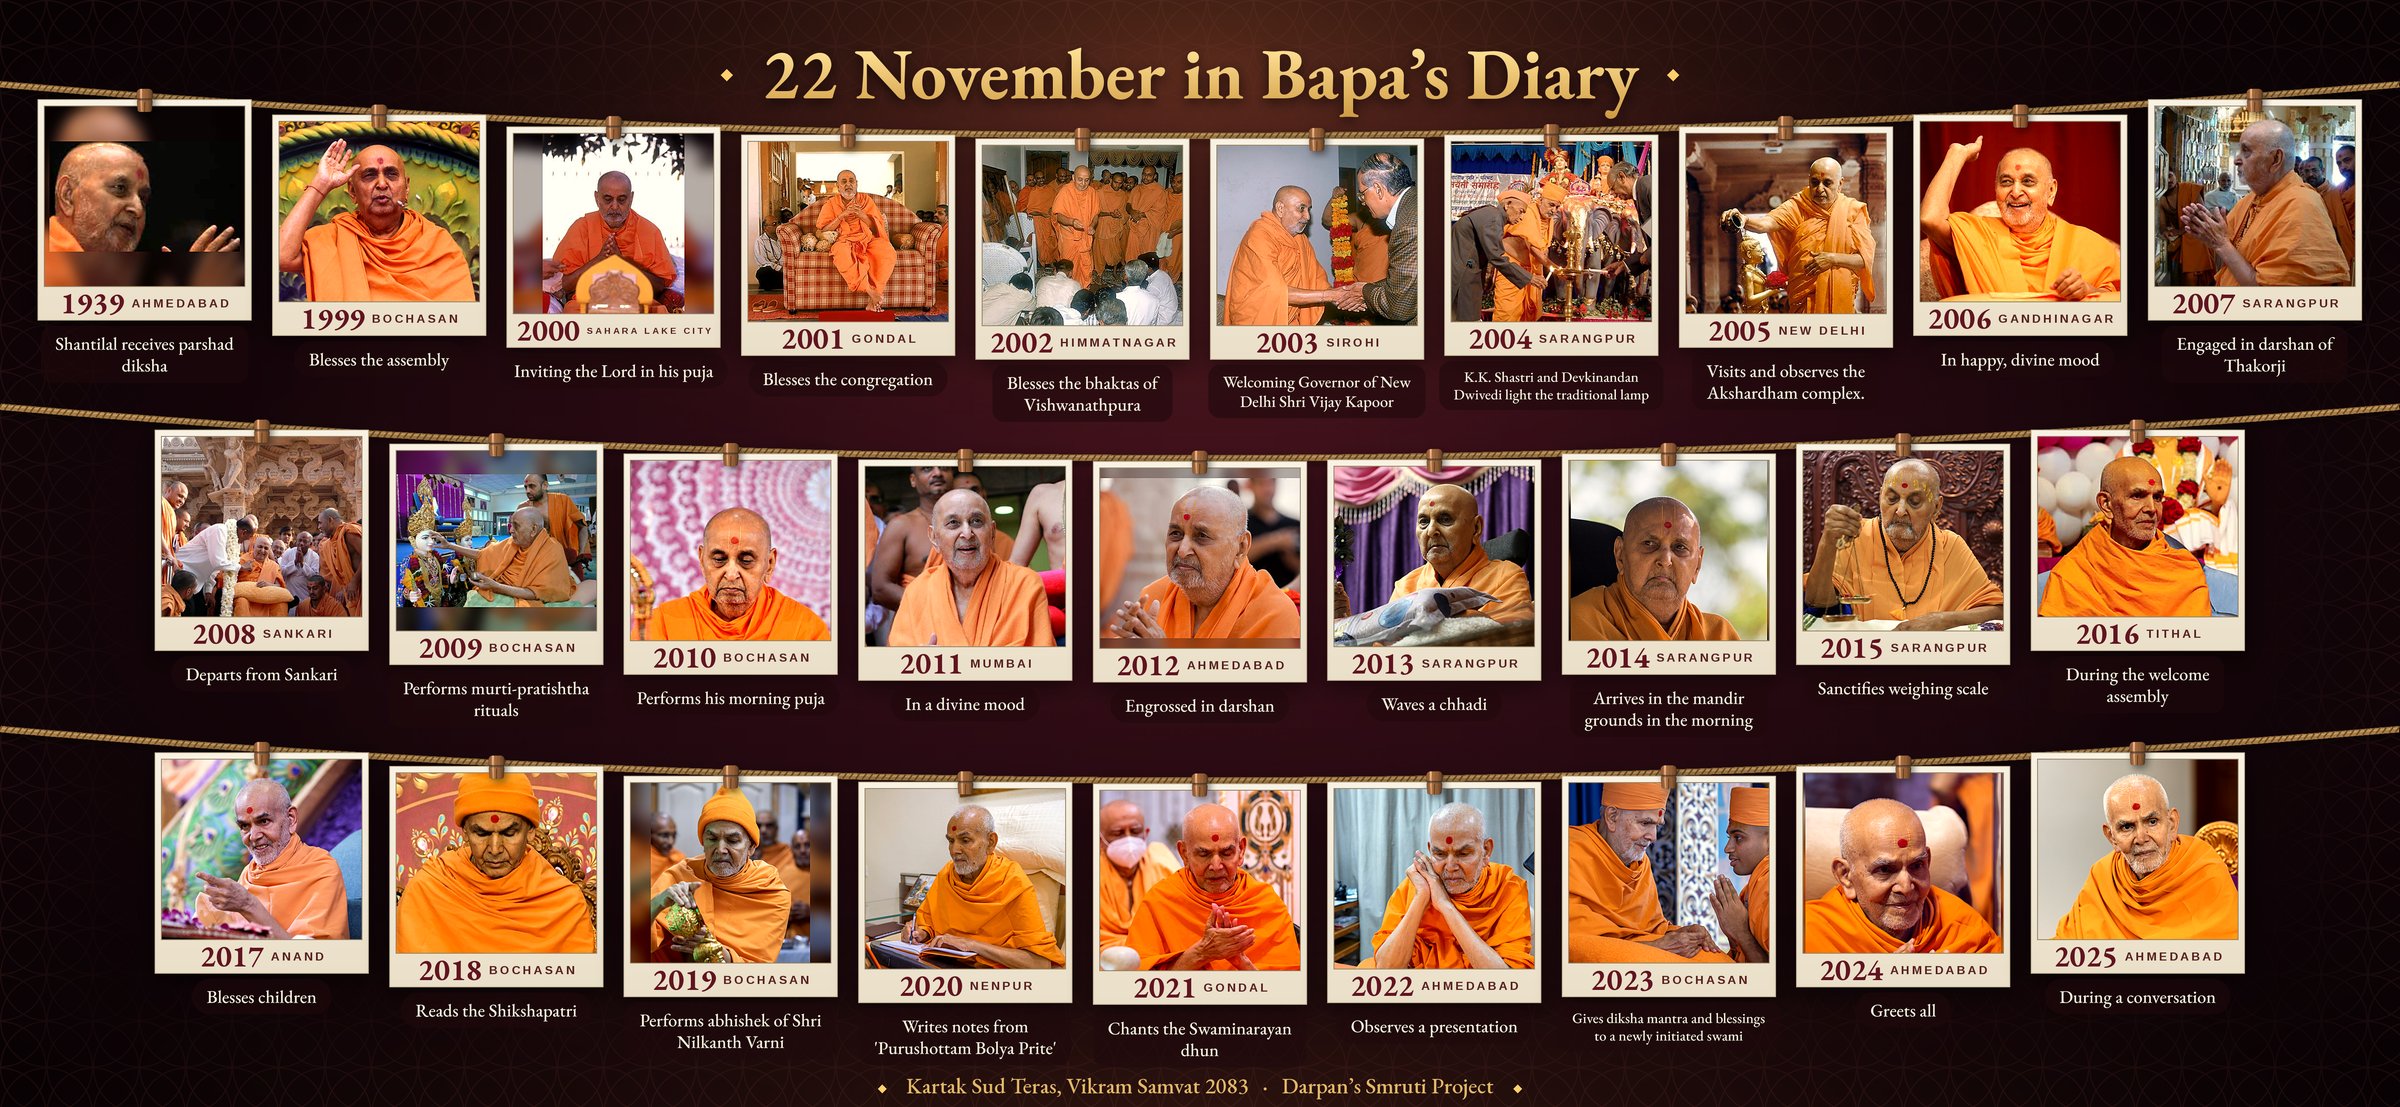 22 November in Bapa's Diary
1939 AHMEDABAD
Shantilal receives parshad
diksha
1999 BOCHASAN
Blesses the assembly
2000 SAHARA LAKE CITY
Inviting the Lord in his puja
2001 GONDAL
Blesses the congregation
2002 HIMMATNAGAR
Blesses the bhaktas of
Vishwanathpura
2003 SIROHI
Welcoming Governor of New
Delhi Shri Vijay Kapoor
2004 SARANGPUR
K.K. Shastri and Devkinandan
Dwivedi light the traditional lamp
2005 NEW DELHI
Visits and observes the
Akshardham complex.
2006 GANDHINAGAR
In happy, divine mood
2007 SARANGPUR
Engaged in darshan of
Thakorji
2008 SANKARI
Departs from Sankari
2009 BOCHASAN
Performs murti-pratishtha
rituals
2010 BOCHASAN
Performs his morning puja
2011 MUMBAI
In a divine mood
2012 AHMEDABAD
Engrossed in darshan
2013 SARANGPUR
Waves a chhadi
2014 SARANGPUR
Arrives in the mandir
grounds in the morning
2015 SARANGPUR
Sanctifies weighing scale
2016 TITHAL
During the welcome
assembly
2017 ANAND
Blesses children
2018 BOCHASAN
Reads the Shikshapatri
2019 BOCHASAN
Performs abhishek of Shri
Nilkanth Varni
2020 NENPUR
Writes notes from
'Purushottam Bolya Prite'
2021 GONDAL
Chants the Swaminarayan
dhun
2022 AHMEDABAD
Observes a presentation
2023 BOCHASAN
Gives diksha mantra and blessings
to a newly initiated swami
2024 AHMEDABAD
Greets all
2025 AHMEDABAD
During a conversation
Kartak Sud Teras, Vikram Samvat 2083 · Darpan's Smruti Project